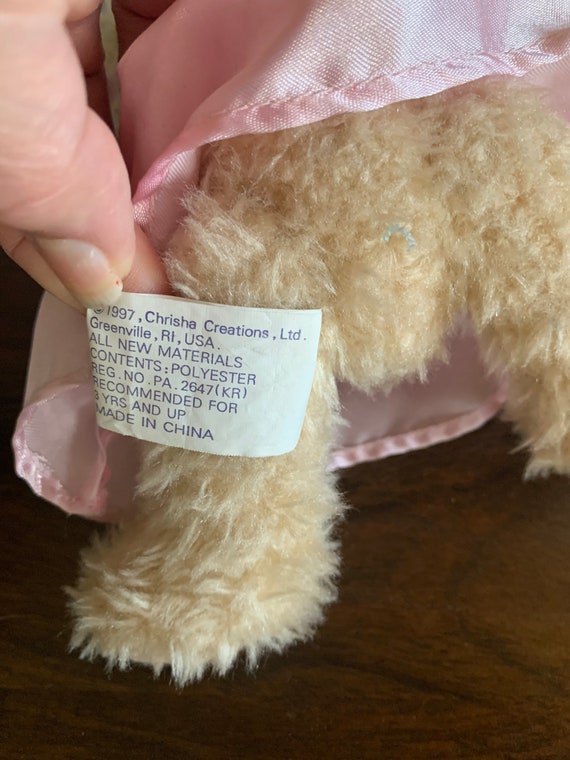 ©1997, Chrisha Creations, Ltd.
Greenville, RI, USA.
ALL NEW MATERIALS
CONTENTS: POLYESTER
REG. NO. PA. 2647(KR)
RECOMMENDED FOR
3 YRS AND UP
MADE IN CHINA